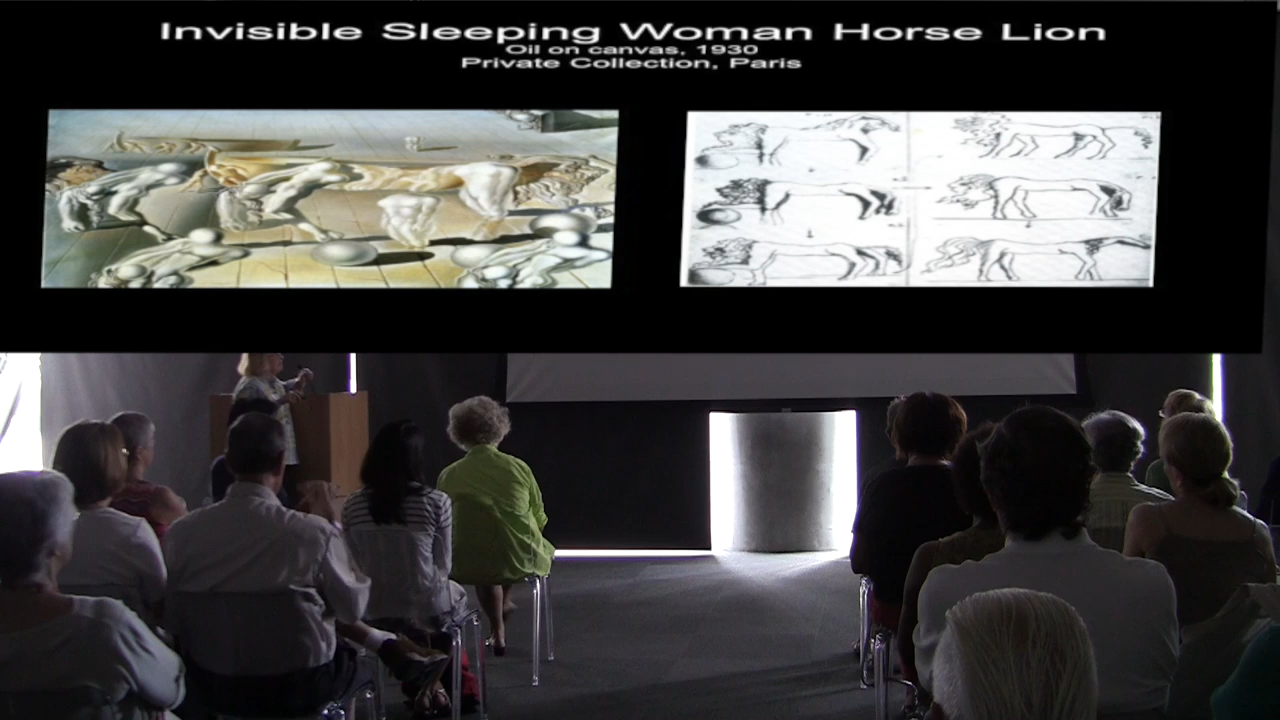 Invisible Sleeping Woman Horse Lion
Oil on canvas, 1930
Private Collection, Paris